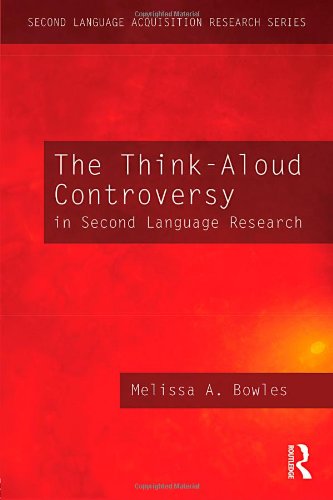 SECOND LANGUAGE ACQUISITION RESEARCH SERIES
The Think-Aloud
Controversy
in Second Language Research
Melissa A. Bowles
ROUTLEDGE